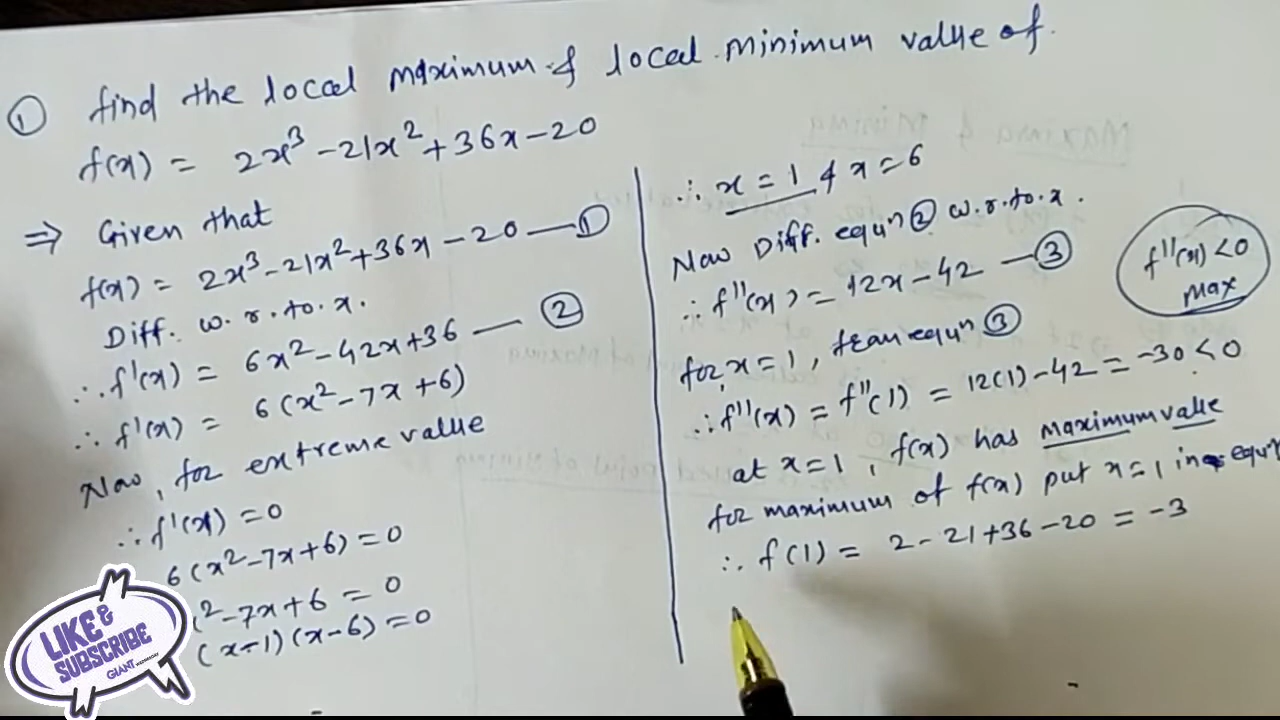 ① find the local maximum & local minimum value of.
f(x) = 2x³ - 21x² + 36x - 20
⇒ Given that
f(x) = 2x³ - 21x² + 36x - 20 — ①
Diff. w.r.to.x.
∴ f'(x) = 6x² - 42x + 36 — ②
∴ f'(x) = 6(x² - 7x + 6)
Now, for extreme value
∴ f'(x) = 0
6(x² - 7x + 6) = 0
² - 7x + 6 = 0
(x-1)(x-6) = 0
∴ x = 1 & x = 6
Now Diff. equn ② w.r.to.x.
∴ f''(x) = 12x - 42 — ③
for x = 1, from equn ③
∴ f''(x) = f''(1) = 12(1) - 42 = -30 < 0
at x = 1, f(x) has maximum value
for maximum of f(x) put x = 1 in equn
∴ f(1) = 2 - 21 + 36 - 20 = -3
f''(x) < 0
Max
LIKE &
SUBSCRIBE
GIANT